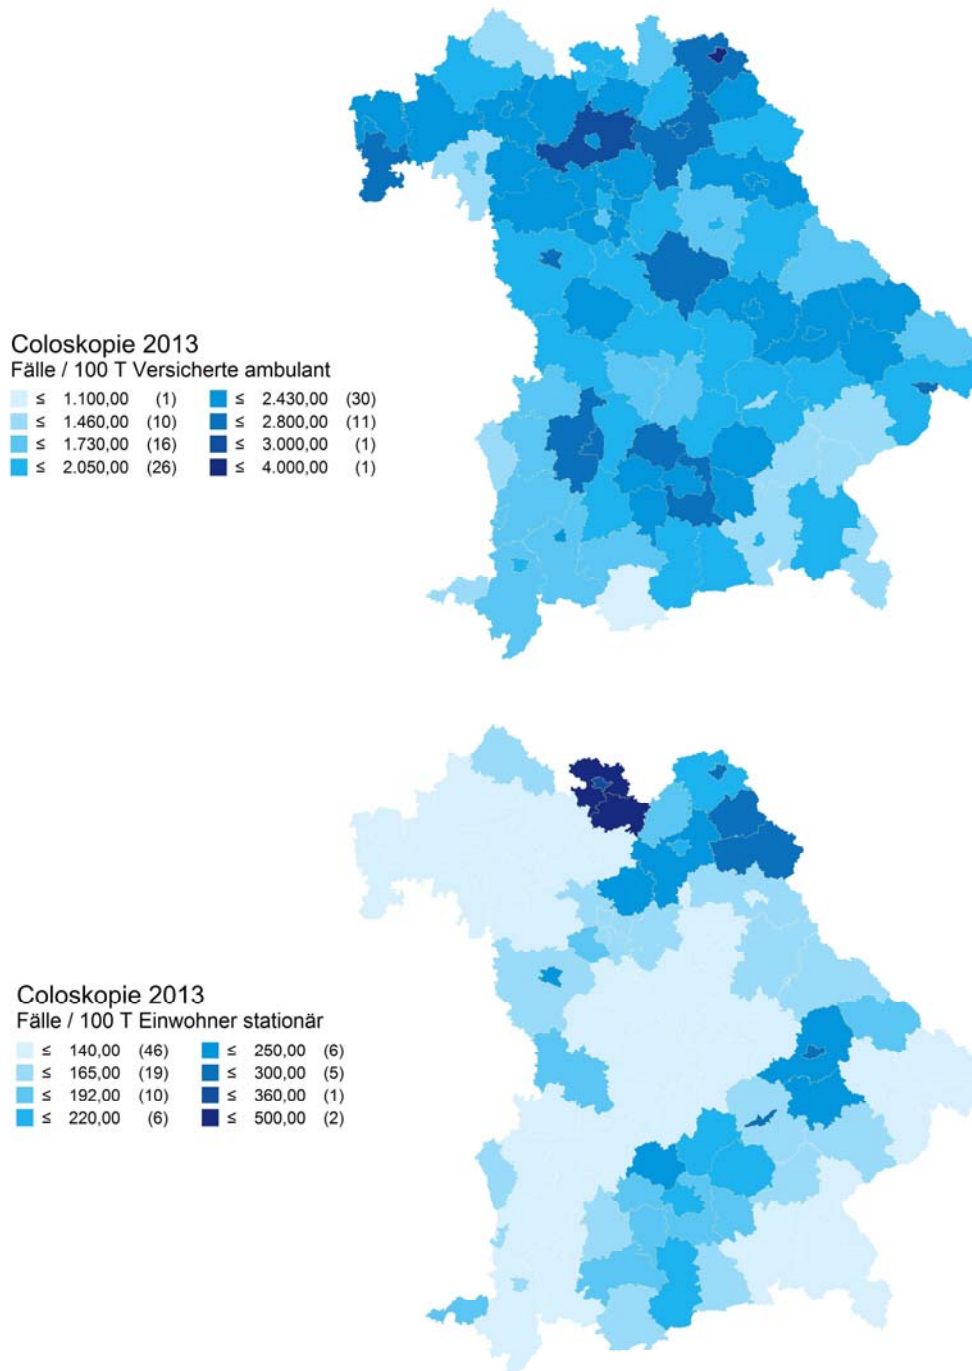 Coloskopie 2013
Fälle / 100 T Versicherte ambulant
≤ 1.100,00 (1) ≤ 2.430,00 (30)
≤ 1.460,00 (10) ≤ 2.800,00 (11)
≤ 1.730,00 (16) ≤ 3.000,00 (1)
≤ 2.050,00 (26) ≤ 4.000,00 (1)
Coloskopie 2013
Fälle / 100 T Einwohner stationär
≤ 140,00 (46) ≤ 250,00 (6)
≤ 165,00 (19) ≤ 300,00 (5)
≤ 192,00 (10) ≤ 360,00 (1)
≤ 220,00 (6) ≤ 500,00 (2)